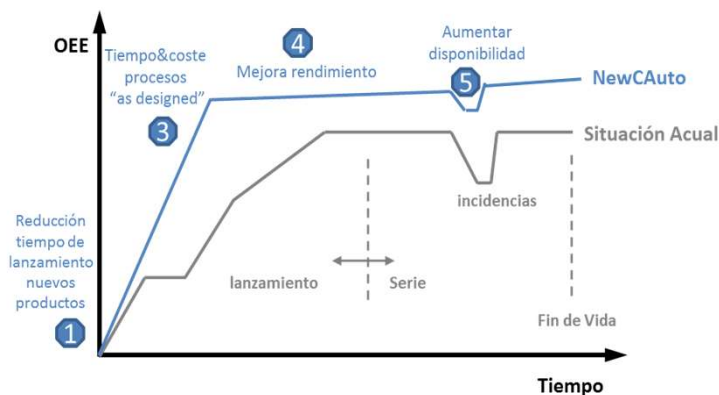 OEE
Tiempo&coste
procesos
"as designed"
3
4
Mejora rendimiento
Aumentar
disponibilidad
5
NewCAuto
Situación Acual
incidencias
Reducción
tiempo de
lanzamiento
nuevos
productos
1
lanzamiento
Serie
Fin de Vida
Tiempo